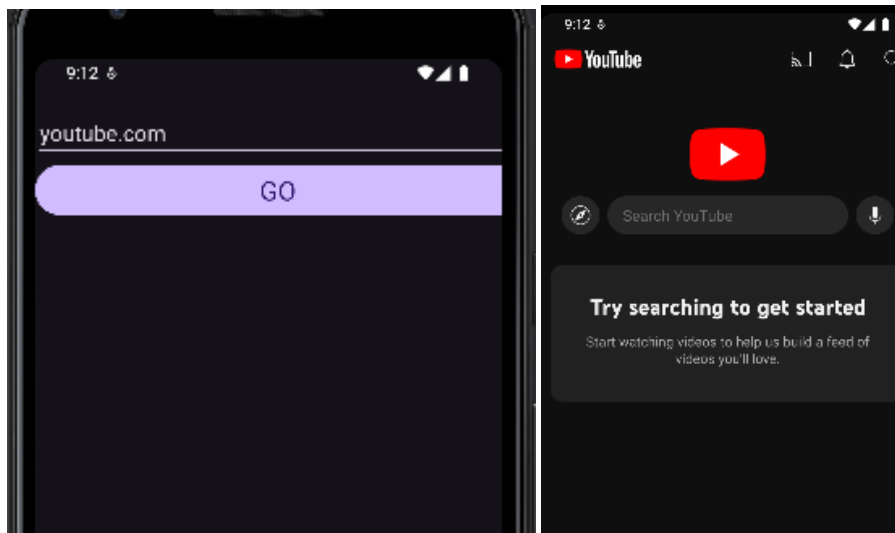 9:12
youtube.com
GO
9:12
YouTube
Search YouTube
Try searching to get started
Start watching videos to help us build a feed of
videos you'll love.